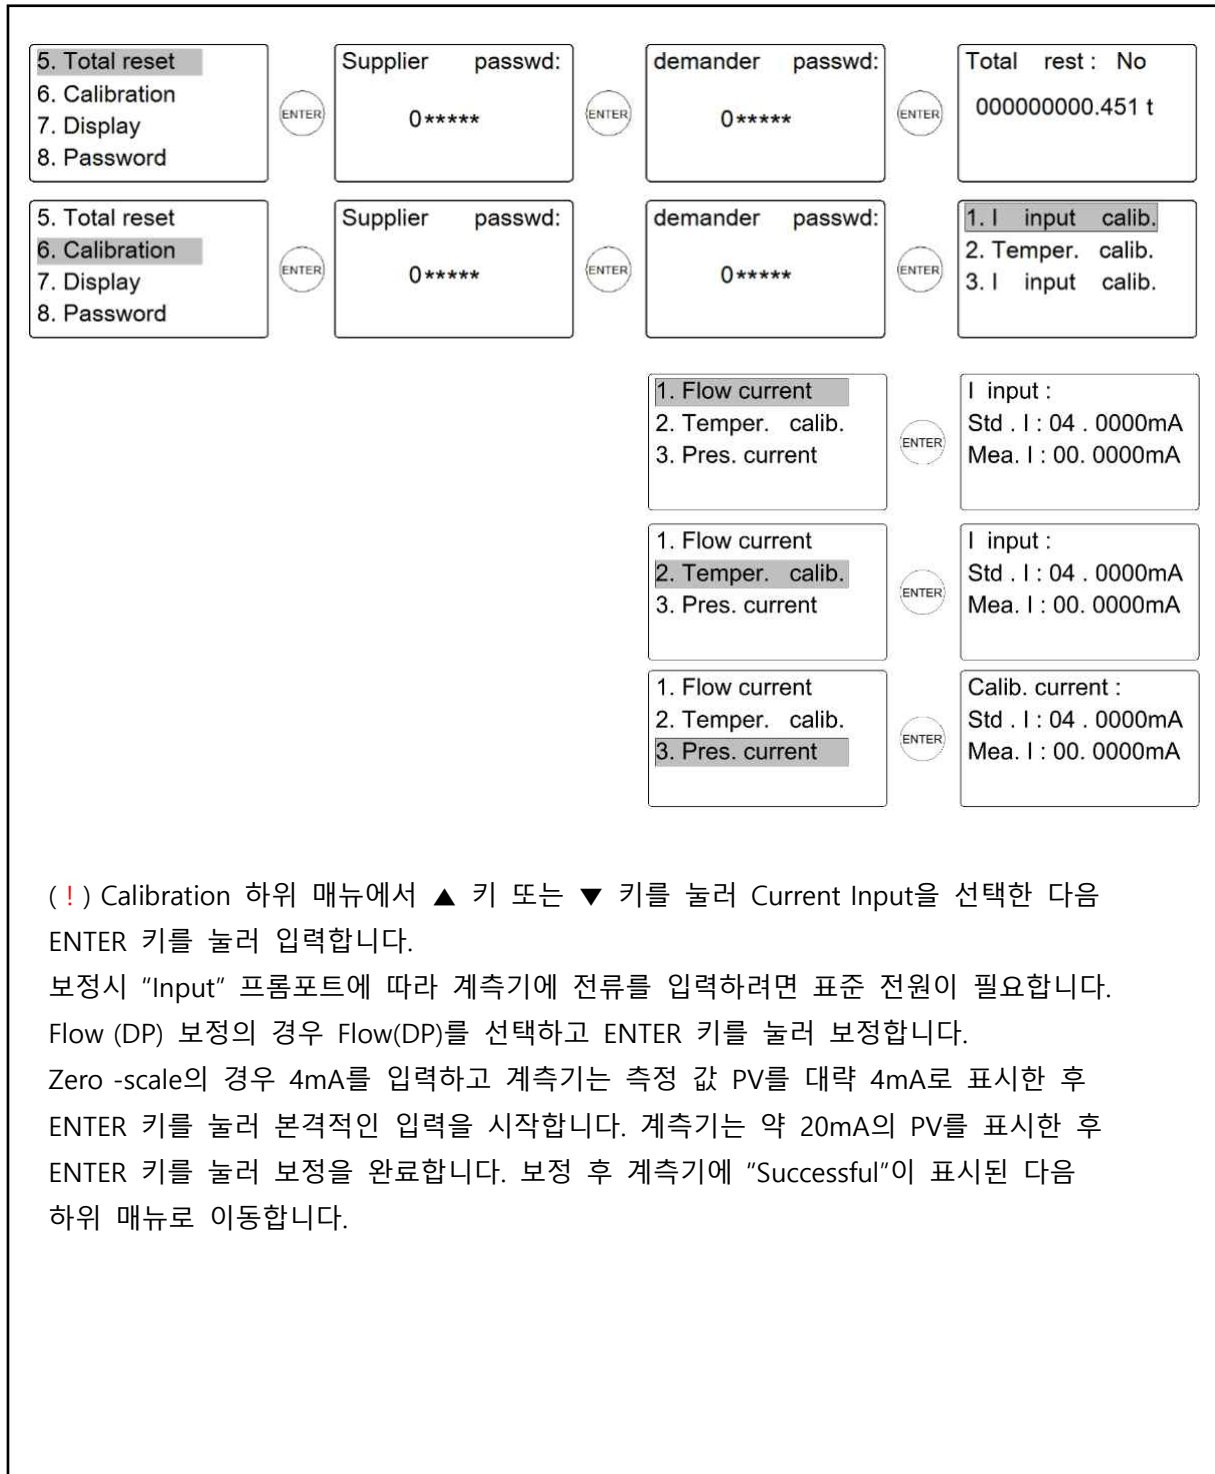 5. Total reset
6. Calibration
7. Display
8. Password
ENTER
Supplier passwd:
0*****
ENTER
demander passwd:
0*****
ENTER
Total rest : No
000000000.451 t
5. Total reset
6. Calibration
7. Display
8. Password
ENTER
Supplier passwd:
0*****
ENTER
demander passwd:
0*****
ENTER
1. I input calib.
2. Temper. calib.
3. I input calib.
1. Flow current
2. Temper. calib.
3. Pres. current
ENTER
I input :
Std . I : 04 . 0000mA
Mea. I : 00. 0000mA
1. Flow current
2. Temper. calib.
3. Pres. current
ENTER
I input :
Std . I : 04 . 0000mA
Mea. I : 00. 0000mA
1. Flow current
2. Temper. calib.
3. Pres. current
ENTER
Calib. current :
Std . I : 04 . 0000mA
Mea. I : 00. 0000mA
( ! ) Calibration 하위 매뉴에서 ▲ 키 또는 ▼ 키를 눌러 Current Input을 선택한 다음
ENTER 키를 눌러 입력합니다.
보정시 "Input" 프롬포트에 따라 계측기에 전류를 입력하려면 표준 전원이 필요합니다.
Flow (DP) 보정의 경우 Flow(DP)를 선택하고 ENTER 키를 눌러 보정합니다.
Zero -scale의 경우 4mA를 입력하고 계측기는 측정 값 PV를 대략 4mA로 표시한 후
ENTER 키를 눌러 본격적인 입력을 시작합니다. 계측기는 약 20mA의 PV를 표시한 후
ENTER 키를 눌러 보정을 완료합니다. 보정 후 계측기에 "Successful"이 표시된 다음
하위 매뉴로 이동합니다.